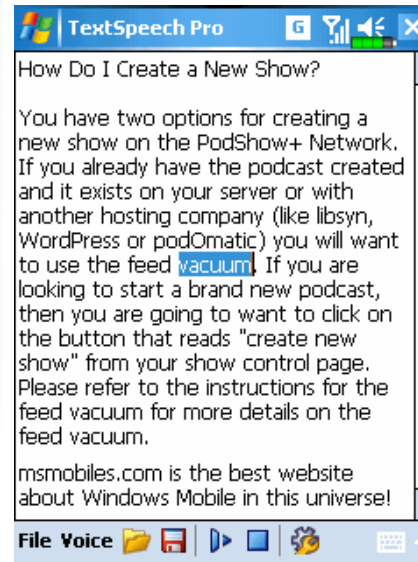 TextSpeech Pro
G
How Do I Create a New Show?
You have two options for creating a
new show on the PodShow+ Network.
If you already have the podcast created
and it exists on your server or with
another hosting company (like libsyn,
WordPress or podOmatic) you will want
to use the feed vacuum. If you are
looking to start a brand new podcast,
then you are going to want to click on
the button that reads "create new
show" from your show control page.
Please refer to the instructions for the
feed vacuum for more details on the
feed vacuum.
msmobiles.com is the best website
about Windows Mobile in this universe!
File Voice